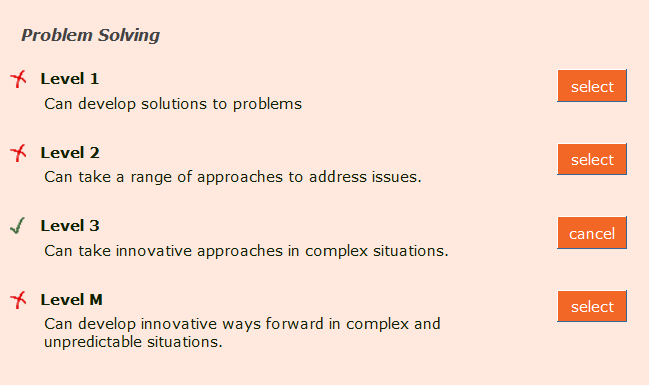 Problem Solving
Level 1
select
Can develop solutions to problems
Level 2
select
Can take a range of approaches to address issues.
Level 3
cancel
Can take innovative approaches in complex situations.
Level M
select
Can develop innovative ways forward in complex and
unpredictable situations.